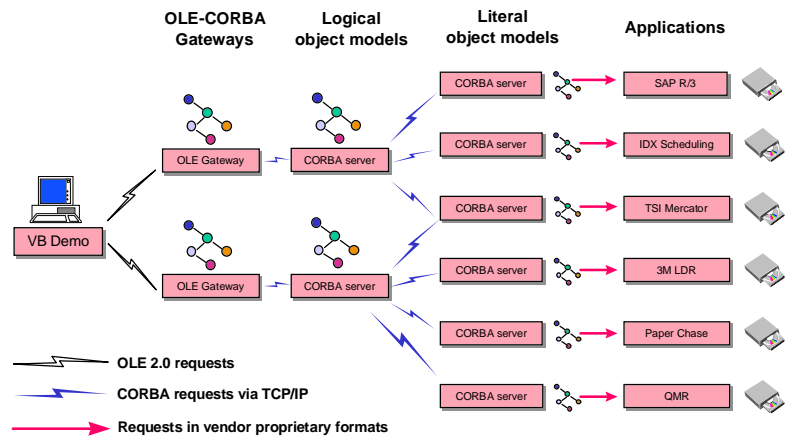 OLE-CORBA
Gateways
Logical
object models
Literal
object models
Applications
CORBA server
SAP R/3
CORBA server
IDX Scheduling
OLE Gateway
CORBA server
CORBA server
TSI Mercator
VB Demo
CORBA server
3M LDR
OLE Gateway
CORBA server
CORBA server
Paper Chase
OLE 2.0 requests
CORBA requests via TCP/IP
CORBA server
QMR
Requests in vendor proprietary formats